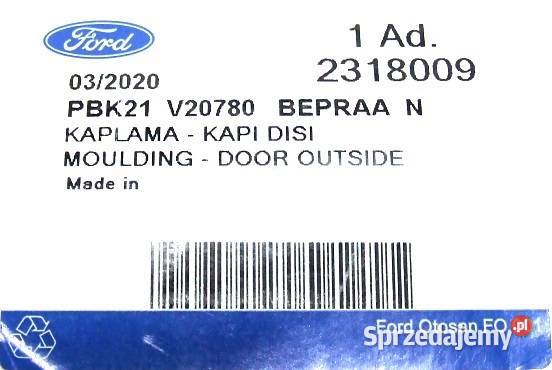 Ford
1 Ad.
2318009
03/2020
PBK21 V20780 BEPRAA N
KAPLAMA - KAPI DISI
MOULDING - DOOR OUTSIDE
Made in
Ford Otosan EO
Sprzedajemy.pl